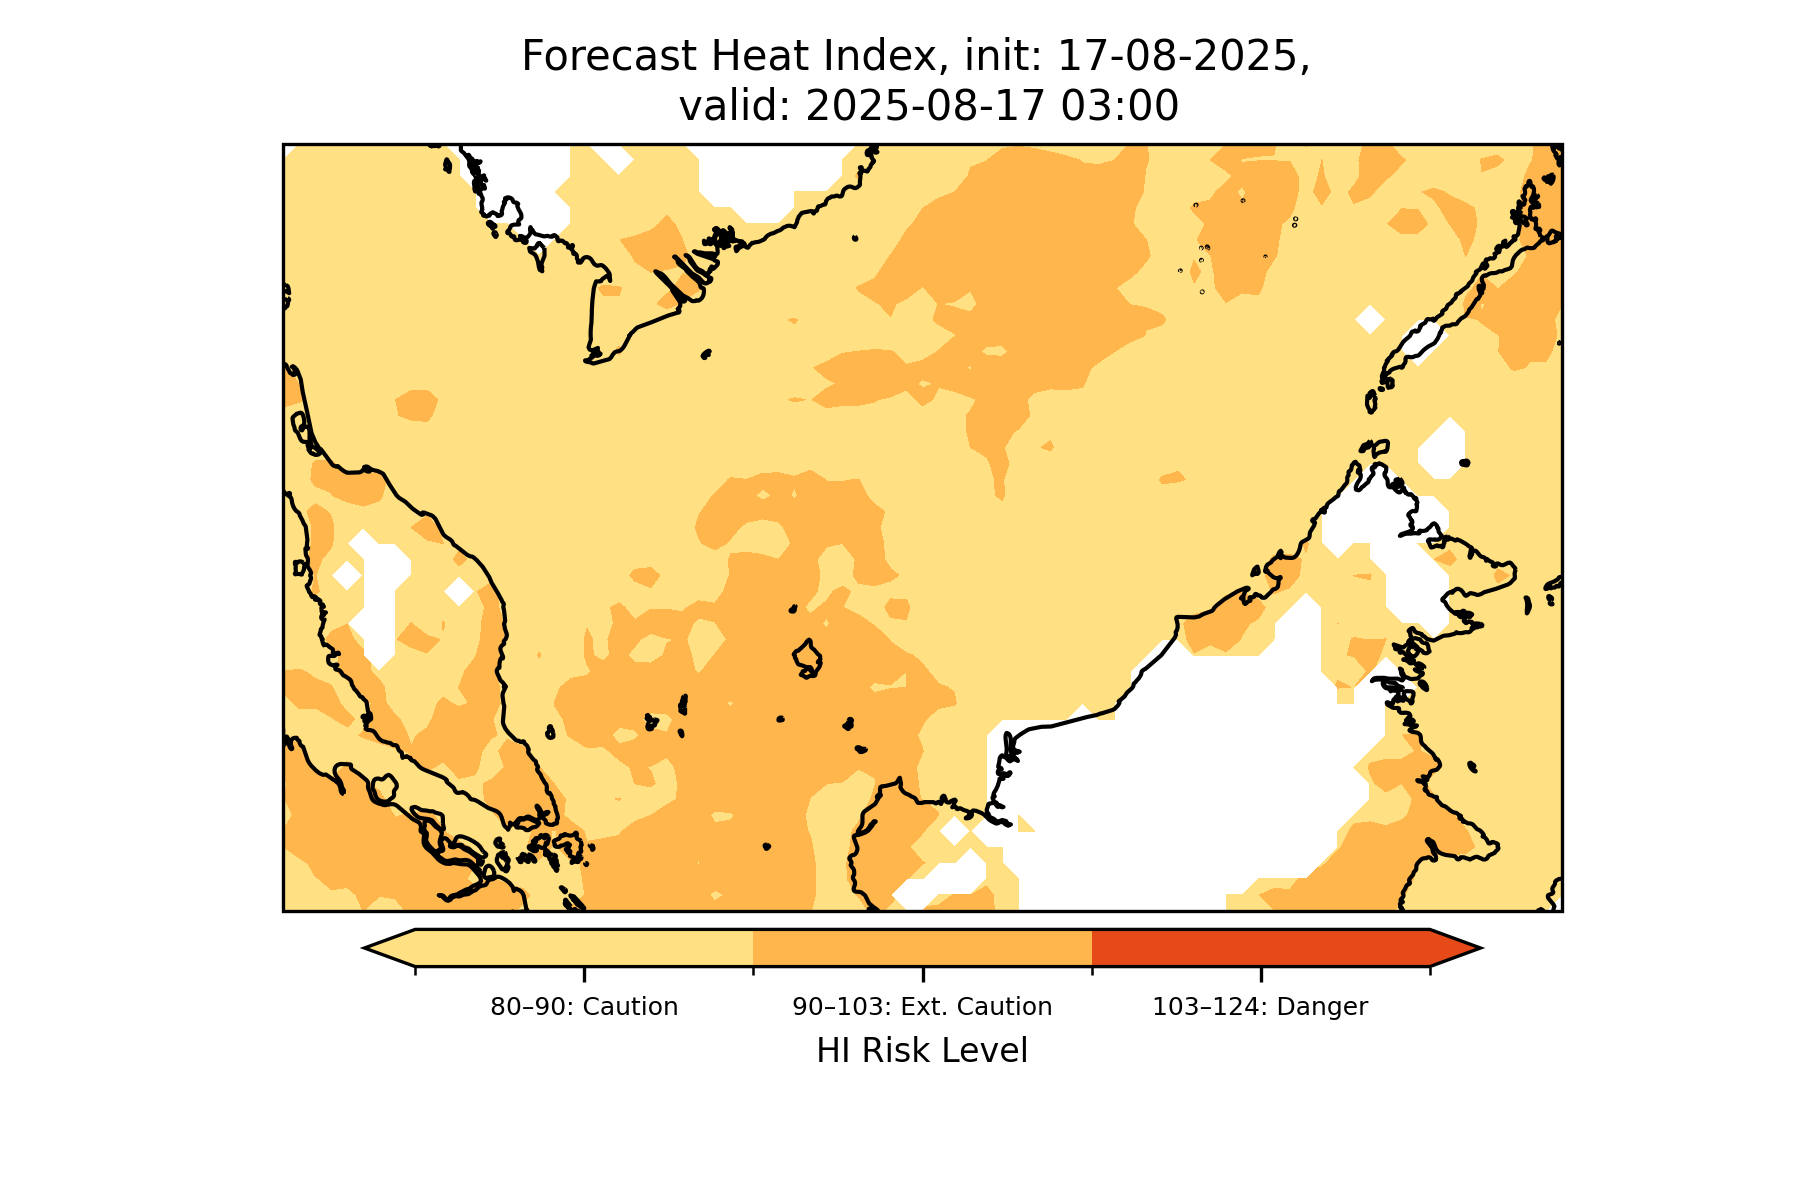 Forecast Heat Index, init: 17-08-2025,
valid: 2025-08-17 03:00
80–90: Caution
90–103: Ext. Caution
103–124: Danger
HI Risk Level